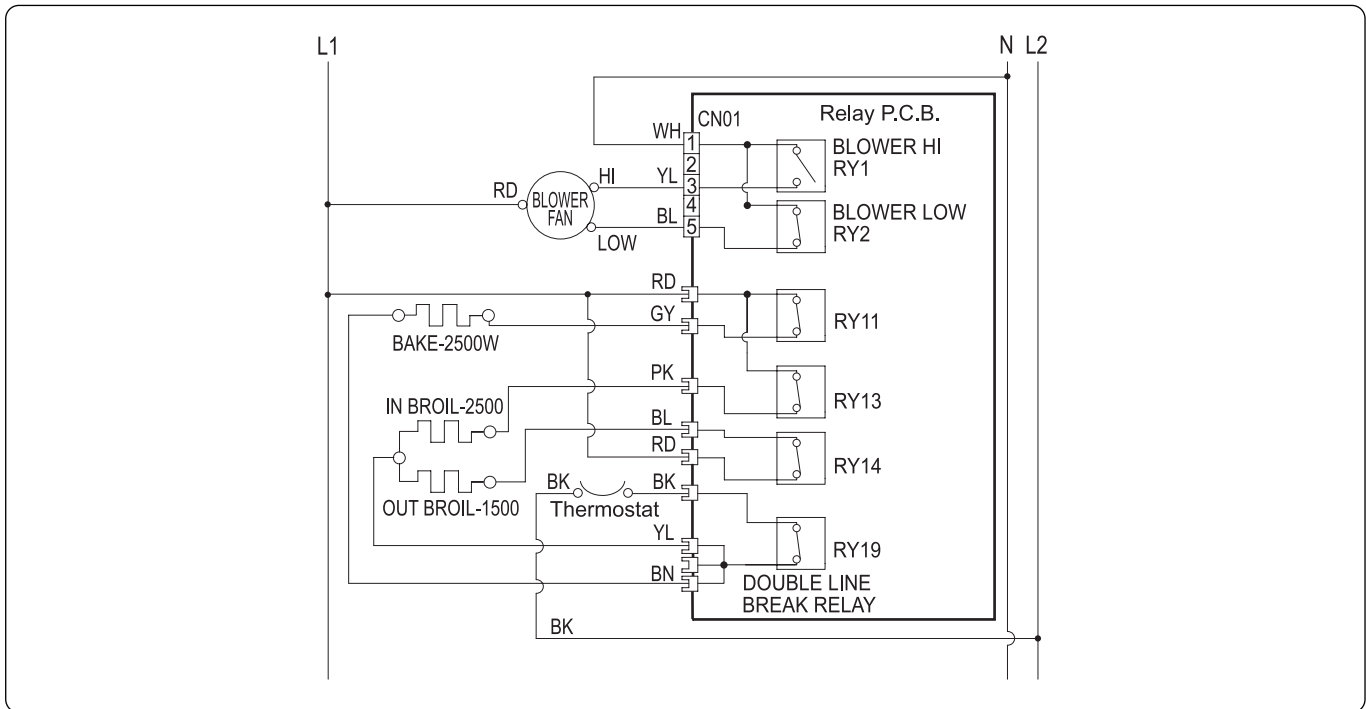 L1
N L2
Relay P.C.B.
CN01
WH
1
BLOWER HI
RY1
2
RD
HI
YL
3
BLOWER
FAN
4
BLOWER LOW
RY2
BL
5
LOW
RD
GY
RY11
BAKE-2500W
PK
RY13
IN BROIL-2500
BL
RD
RY14
OUT BROIL-1500
BK
Thermostat
BK
YL
RY19
BN
DOUBLE LINE
BREAK RELAY
BK